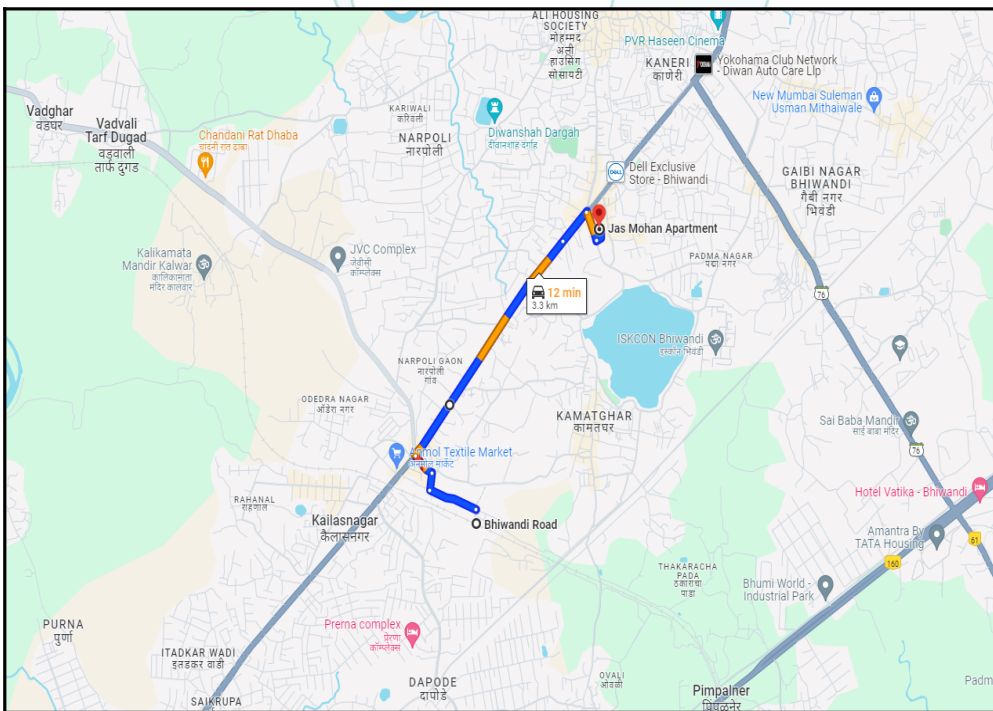 ALI HOUSING
SOCIETY
मोहम्मद
अली
हाउसिंग
सोसायटी
PVR Haseen Cinema
KANERI
काणेरी
Yokohama Club Network
- Diwan Auto Care Llp
New Mumbai Suleman
Usman Mithaiwale
Vadghar
वडघर
Vadvali
Tarf Dugad
वडवाली
तार्फ दुगड
KARIWALI
करिवली
NARPOLI
नारपोली
Diwanshah Dargah
दीवानशाह दर्गाह
Chandani Rat Dhaba
चांदनी रात ढाबा
DELL
Dell Exclusive
Store - Bhiwandi
GAIBI NAGAR
BHIWANDI
गैबी नगर
भिवंडी
Jas Mohan Apartment
PADMA NAGAR
पद्मा नगर
Kalikamata
Mandir Kalwar
कालिकामाता
मंदिर कालवार
JVC Complex
जेवीसी
कॉम्प्लेक्स
12 min
3.3 km
76
ISKCON Bhiwandi
इस्कॉन भिवंडी
NARPOLI GAON
नारपोली
गांव
ODEDRA NAGAR
ओडेरा नगर
KAMATGHAR
कामतघर
Sai Baba Mandir
साई बाबा मंदिर
76
Textile Market
RAHANAL
राहणाल
Kailasnagar
कैलासनगर
Bhiwandi Road
Hotel Vatika - Bhiwandi
Amantra By
TATA Housing
61
160
THAKARACHA
PADA
ठकाराचा
पाडा
Bhumi World -
Industrial Park
PURNA
पुर्णा
Prerna complex
प्रेरणा
कॉम्प्लेक्स
ITADKAR WADI
इतडकर वाडी
DAPODE
दापोडे
OVALI
ओवळी
SAIKRUPA
Pimpalner
पिंपळनेर
Padm